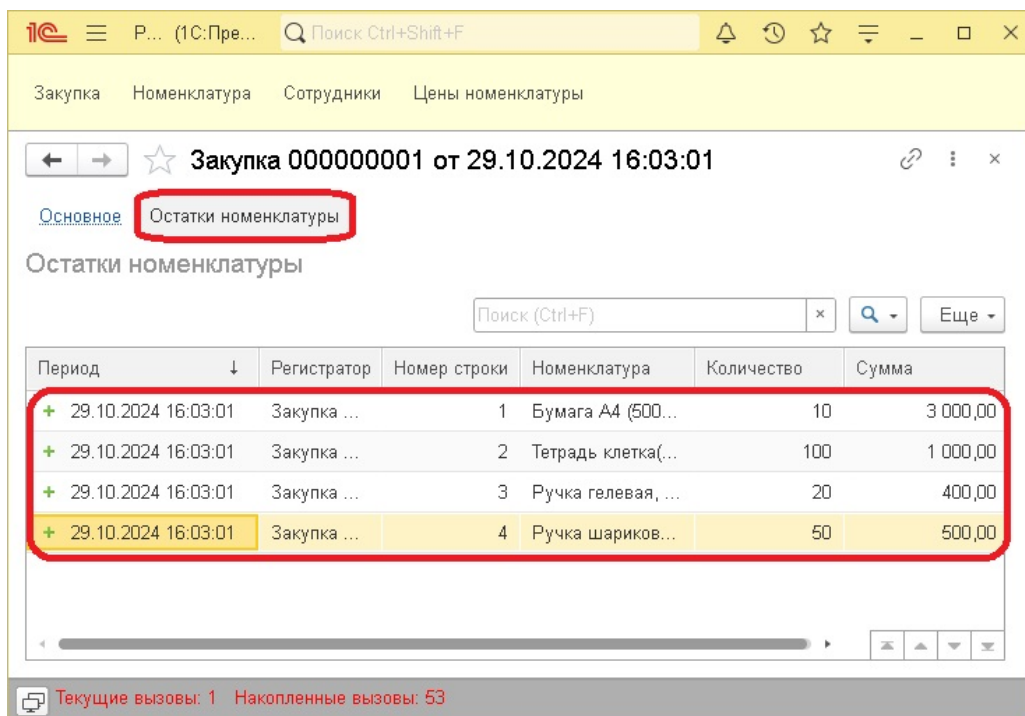 1С Р... (1С:Пре... Поиск Ctrl+Shift+F
Закупка Номенклатура Сотрудники Цены номенклатуры
Закупка 000000001 от 29.10.2024 16:03:01
Основное Остатки номенклатуры
Остатки номенклатуры
Поиск (Ctrl+F) × Еще
Период ↓ Регистратор Номер строки Номенклатура Количество Сумма
+ 29.10.2024 16:03:01 Закупка ... 1 Бумага А4 (500... 10 3 000,00
+ 29.10.2024 16:03:01 Закупка ... 2 Тетрадь клетка(... 100 1 000,00
+ 29.10.2024 16:03:01 Закупка ... 3 Ручка гелевая, ... 20 400,00
+ 29.10.2024 16:03:01 Закупка ... 4 Ручка шариков... 50 500,00
Текущие вызовы: 1 Накопленные вызовы: 53